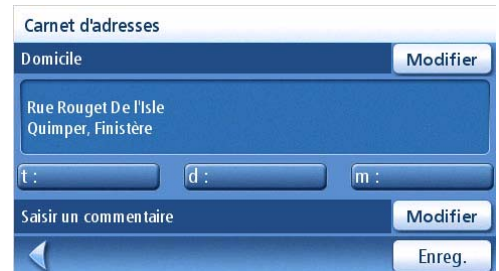 Carnet d'adresses
Domicile
Modifier
Rue Rouget De l'Isle
Quimper, Finistère
t :
d :
m :
Saisir un commentaire
Modifier
Enreg.